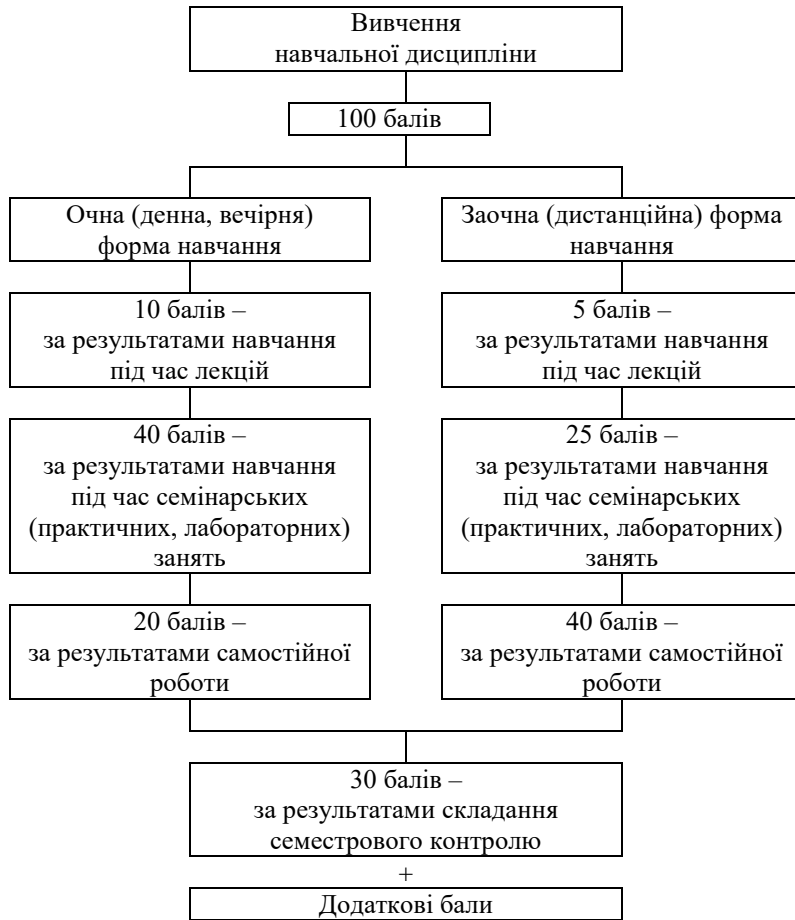 Вивчення
навчальної дисципліни
100 балів
Очна (денна, вечірня)
форма навчання
10 балів –
за результатами навчання
під час лекцій
40 балів –
за результатами навчання
під час семінарських
(практичних, лабораторних)
занять
20 балів –
за результатами самостійної
роботи
Заочна (дистанційна) форма
навчання
5 балів –
за результатами навчання
під час лекцій
25 балів –
за результатами навчання
під час семінарських
(практичних, лабораторних)
занять
40 балів –
за результатами самостійної
роботи
30 балів –
за результатами складання
семестрового контролю
+
Додаткові бали